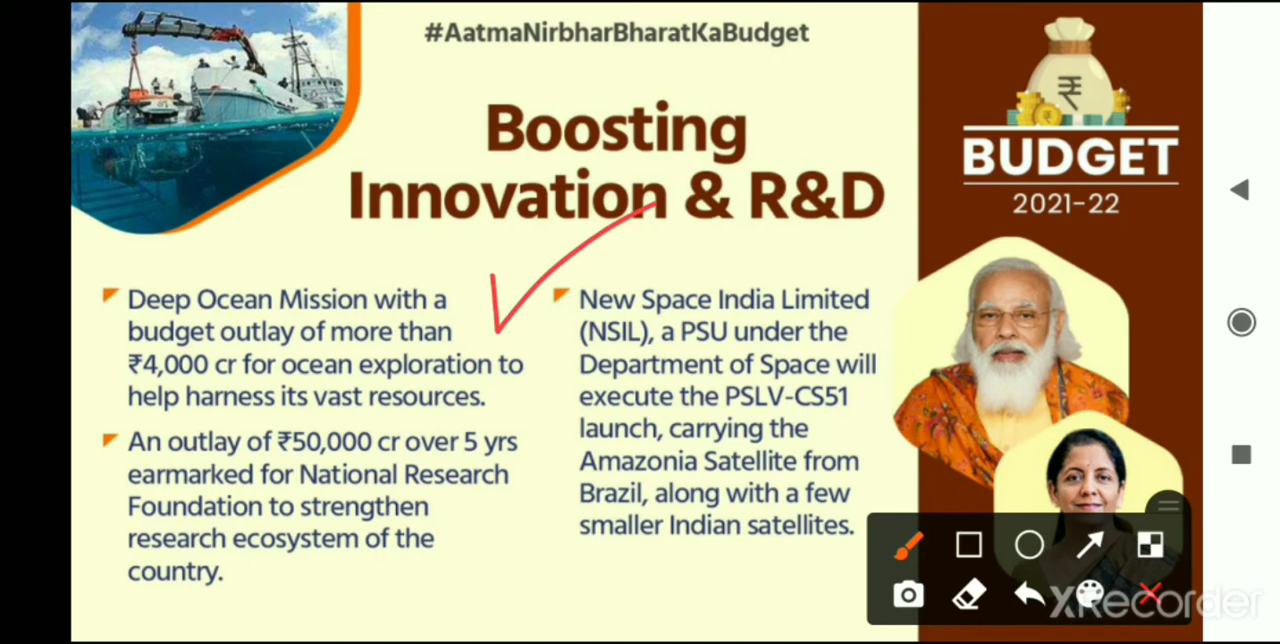 #AatmaNirbharBharatKaBudget
Boosting
Innovation & R&D
Deep Ocean Mission with a
budget outlay of more than
₹4,000 cr for ocean exploration to
help harness its vast resources.
An outlay of ₹50,000 cr over 5 yrs
earmarked for National Research
Foundation to strengthen
research ecosystem of the
country.
New Space India Limited
(NSIL), a PSU under the
Department of Space will
execute the PSLV-CS51
launch, carrying the
Amazonia Satellite from
Brazil, along with a few
smaller Indian satellites.
₹
BUDGET
2021-22
XRecorder